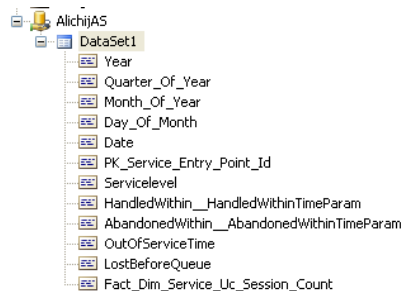 AlichijAS
DataSet1
Year
Quarter_Of_Year
Month_Of_Year
Day_Of_Month
Date
PK_Service_Entry_Point_Id
Servicelevel
HandledWithin__HandledWithinTimeParam
AbandonedWithin__AbandonedWithinTimeParam
OutOfServiceTime
LostBeforeQueue
Fact_Dim_Service_Uc_Session_Count